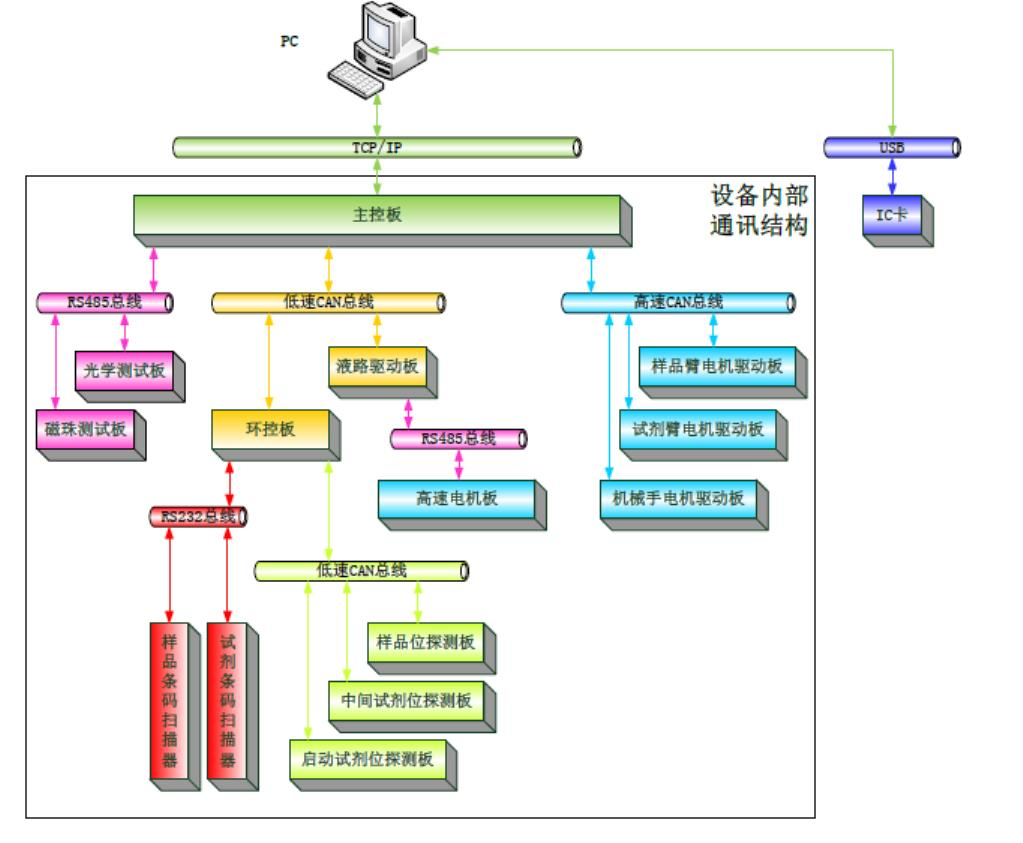 PC
TCP/IP
USB
设备内部
通讯结构
主控板
IC卡
RS485总线
低速CAN总线
高速CAN总线
光学测试板
液路驱动板
样品臂电机驱动板
磁珠测试板
环控板
RS485总线
试剂臂电机驱动板
高速电机板
机械手电机驱动板
RS232总线
低速CAN总线
样品条码扫描器
试剂条码扫描器
样品位探测板
中间试剂位探测板
启动试剂位探测板